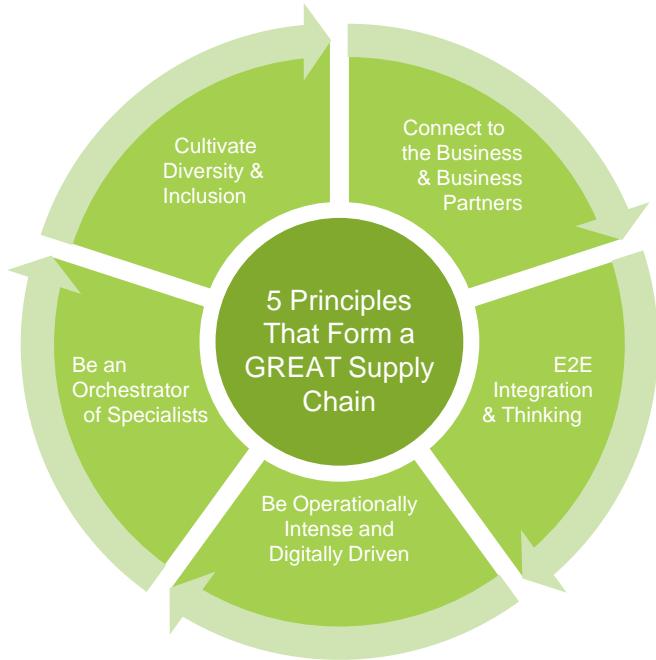 5 Principles
That Form a
GREAT Supply
Chain
Connect to
the Business
& Business
Partners
E2E
Integration
& Thinking
Be Operationally
Intense and
Digitally Driven
Be an
Orchestrator
of Specialists
Cultivate
Diversity &
Inclusion